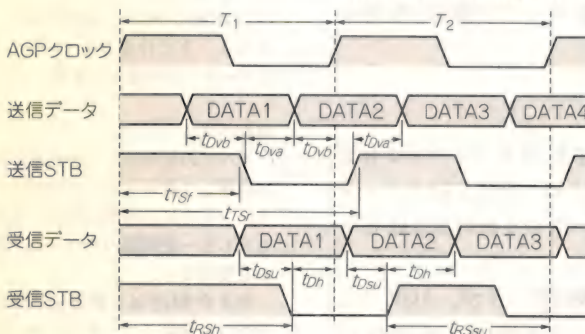 T1 T2
AGPクロック
送信データ DATA1 DATA2 DATA3 DATA4
tDvb tDva tDvb tDva
送信STB
tTSf
tTSr
受信データ DATA1 DATA2 DATA3
tDsu tDh tDsu tDh
受信STB
tRSh tRSsu